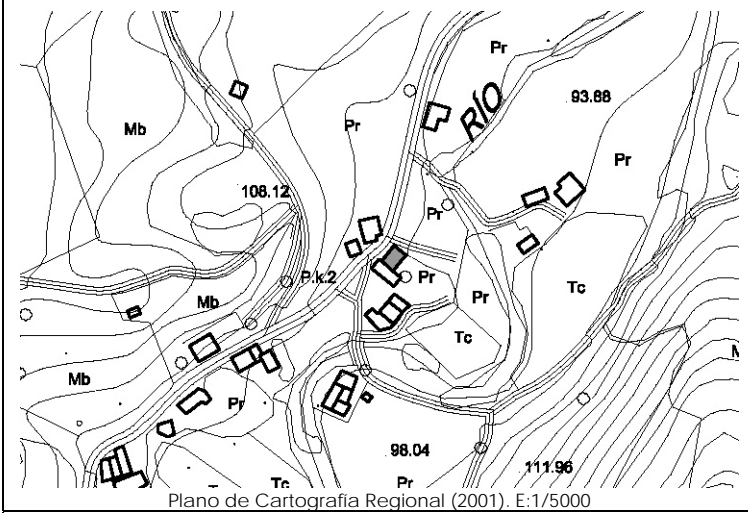 Pr
RÍO
93.88
Mb
Pr
Pr
108.12
Pr
P.k.2
Pr
Tc
Mb
Pr
Tc
Mb
Pr
98.04
111.96
Tc
Pr
Plano de Cartografía Regional (2001). E:1/5000